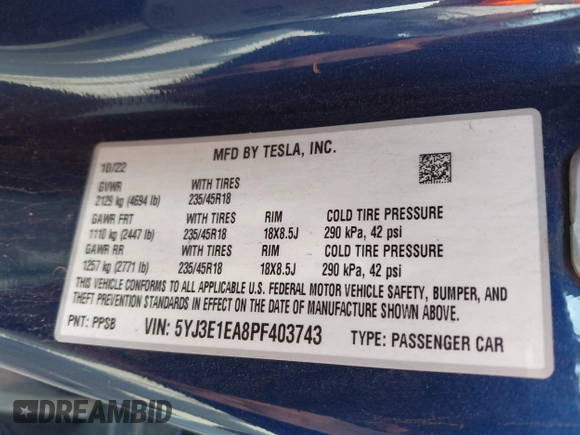 MFD BY TESLA, INC.
10/22
GVWR WITH TIRES
2129 kg (4694 lb) 235/45R18
GAWR FRT WITH TIRES RIM COLD TIRE PRESSURE
1110 kg (2447 lb) 235/45R18 18X8.5J 290 kPa, 42 psi
GAWR RR WITH TIRES RIM COLD TIRE PRESSURE
1257 kg (2771 lb) 235/45R18 18X8.5J 290 kPa, 42 psi
THIS VEHICLE CONFORMS TO ALL APPLICABLE U.S. FEDERAL MOTOR VEHICLE SAFETY, BUMPER, AND
THEFT PREVENTION STANDARDS IN EFFECT ON THE DATE OF MANUFACTURE SHOWN ABOVE.
PNT: PPSB VIN: 5YJ3E1EA8PF403743 TYPE: PASSENGER CAR
DREAMBID